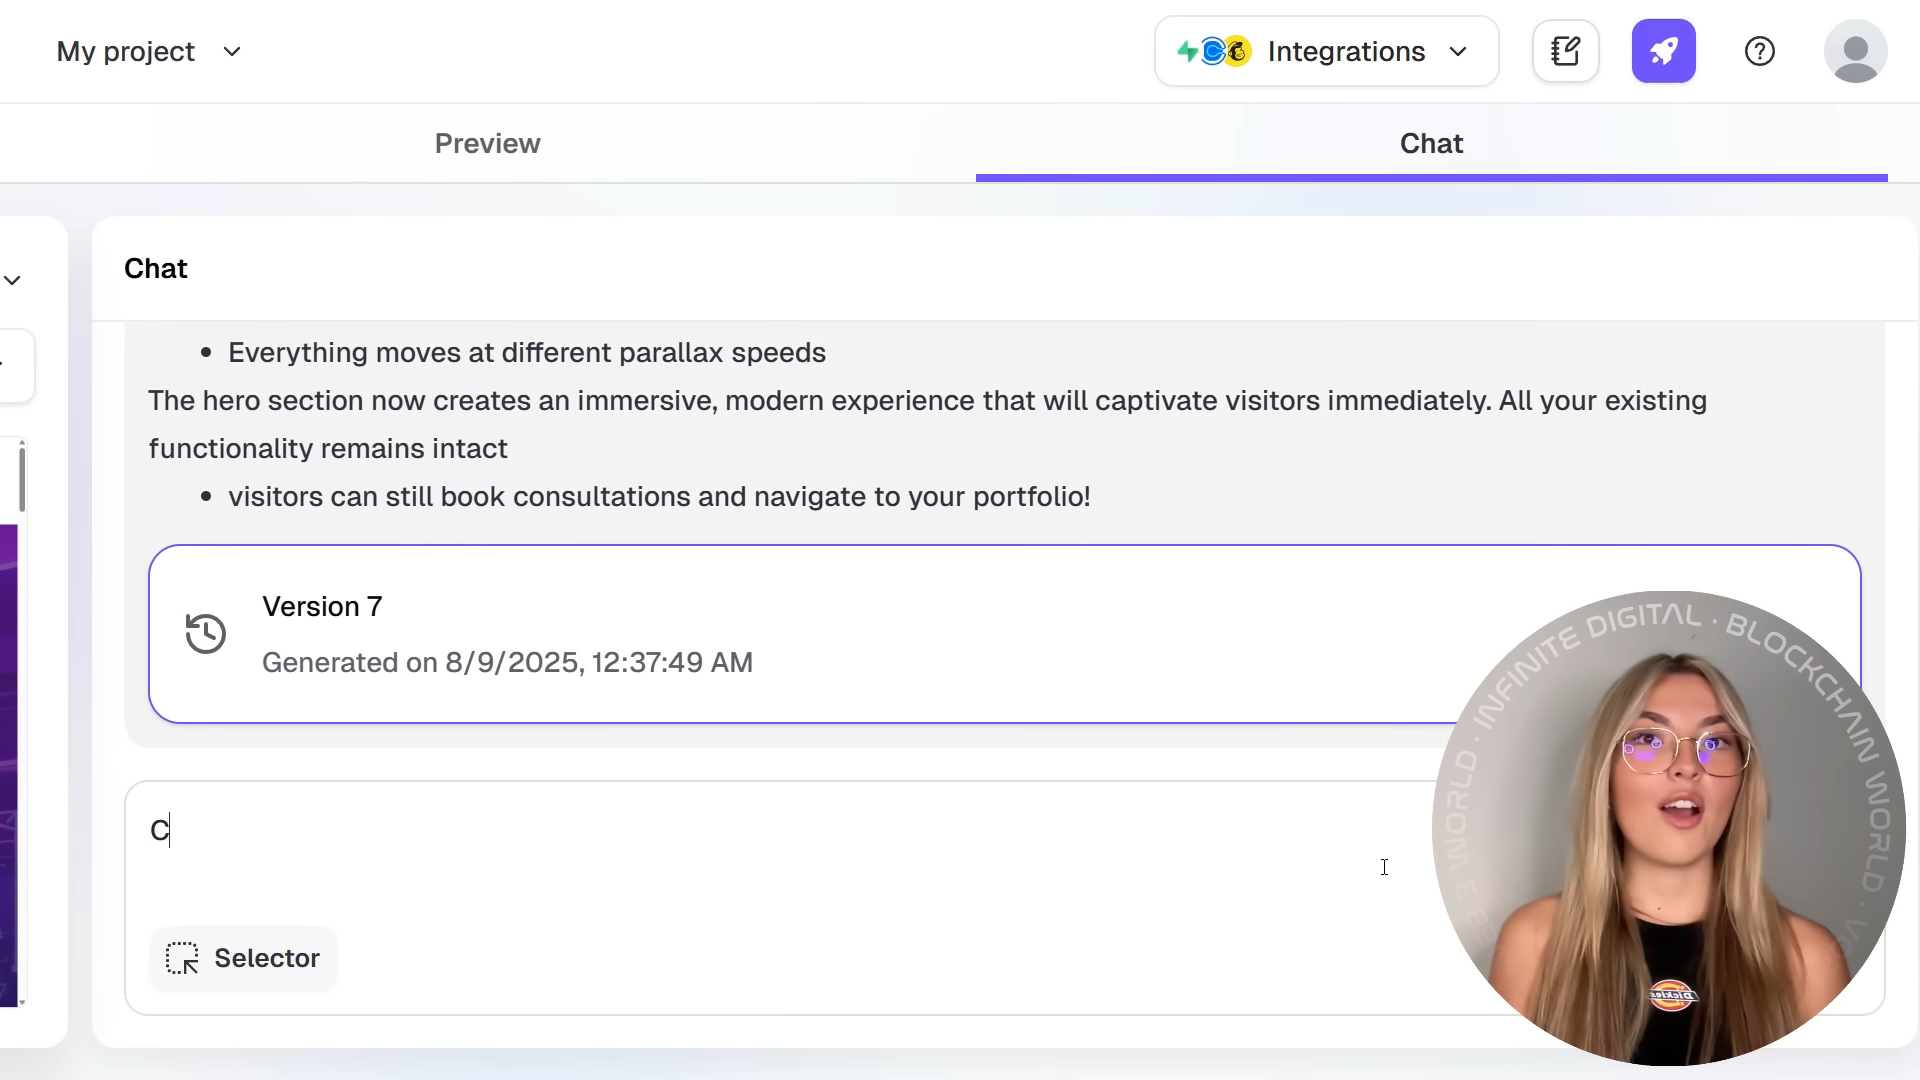 My project
Integrations
Preview
Chat
Chat
• Everything moves at different parallax speeds
The hero section now creates an immersive, modern experience that will captivate visitors immediately. All your existing
functionality remains intact
• visitors can still book consultations and navigate to your portfolio!
Version 7
Generated on 8/9/2025, 12:37:49 AM
C
Selector
WORLD · INFINITE DIGITAL · BLOCKCHAIN WORLD ·
Dickies